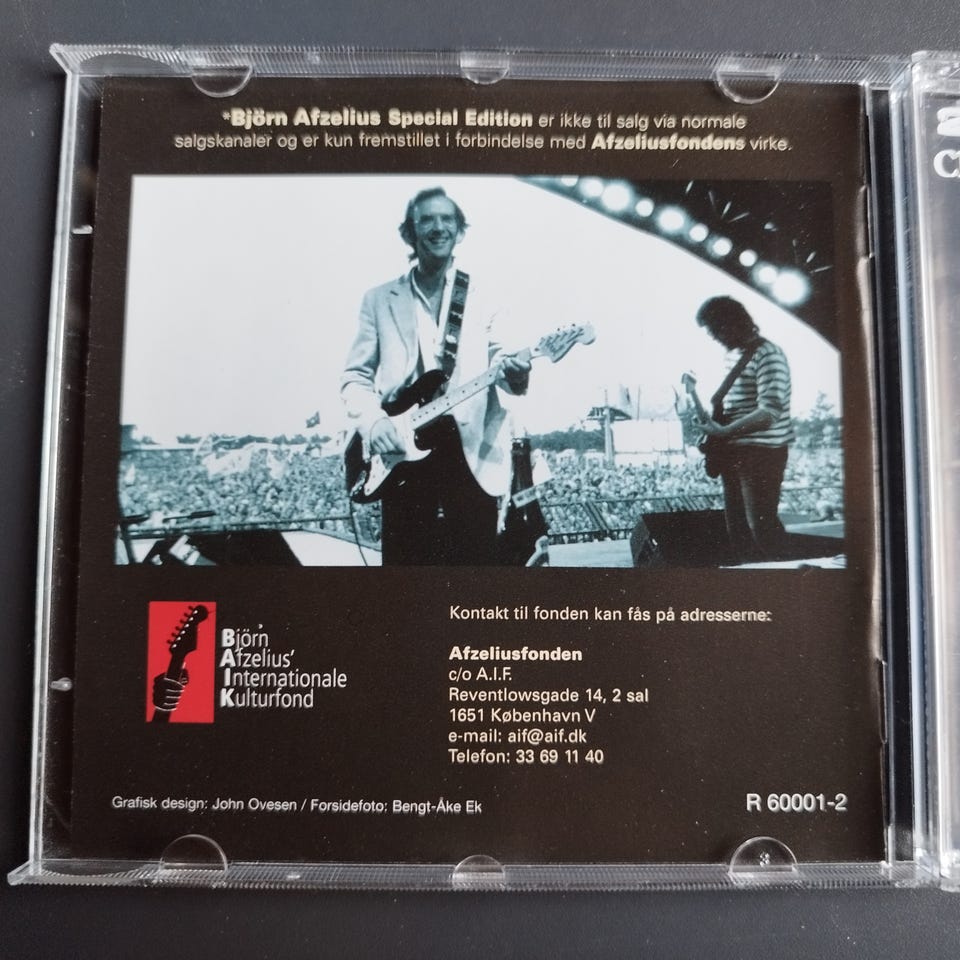 *Björn Afzelius Special Edition er ikke til salg via normale
salgskanaler og er kun fremstillet i forbindelse med Afzeliusfondens virke.
Björn
Afzelius'
Internationale
Kulturfond
Kontakt til fonden kan fås på adresserne:
Afzeliusfonden
c/o A.I.F.
Reventlowsgade 14, 2 sal
1651 København V
e-mail: aif@aif.dk
Telefon: 33 69 11 40
Grafisk design: John Ovesen / Forsidefoto: Bengt-Åke Ek
R 60001-2